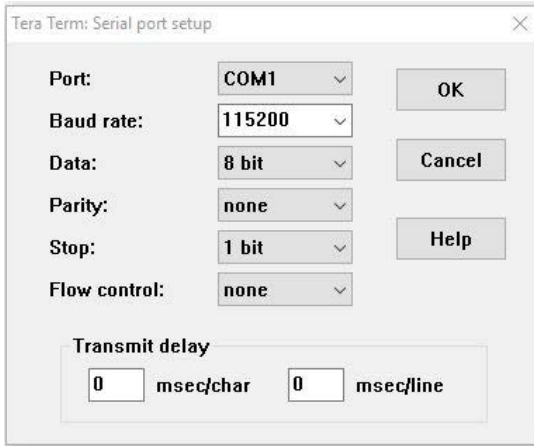 Tera Term: Serial port setup
Port: COM1
OK
Baud rate: 115200
Data: 8 bit
Cancel
Parity: none
Stop: 1 bit
Help
Flow control: none
Transmit delay
0 msec/char 0 msec/line